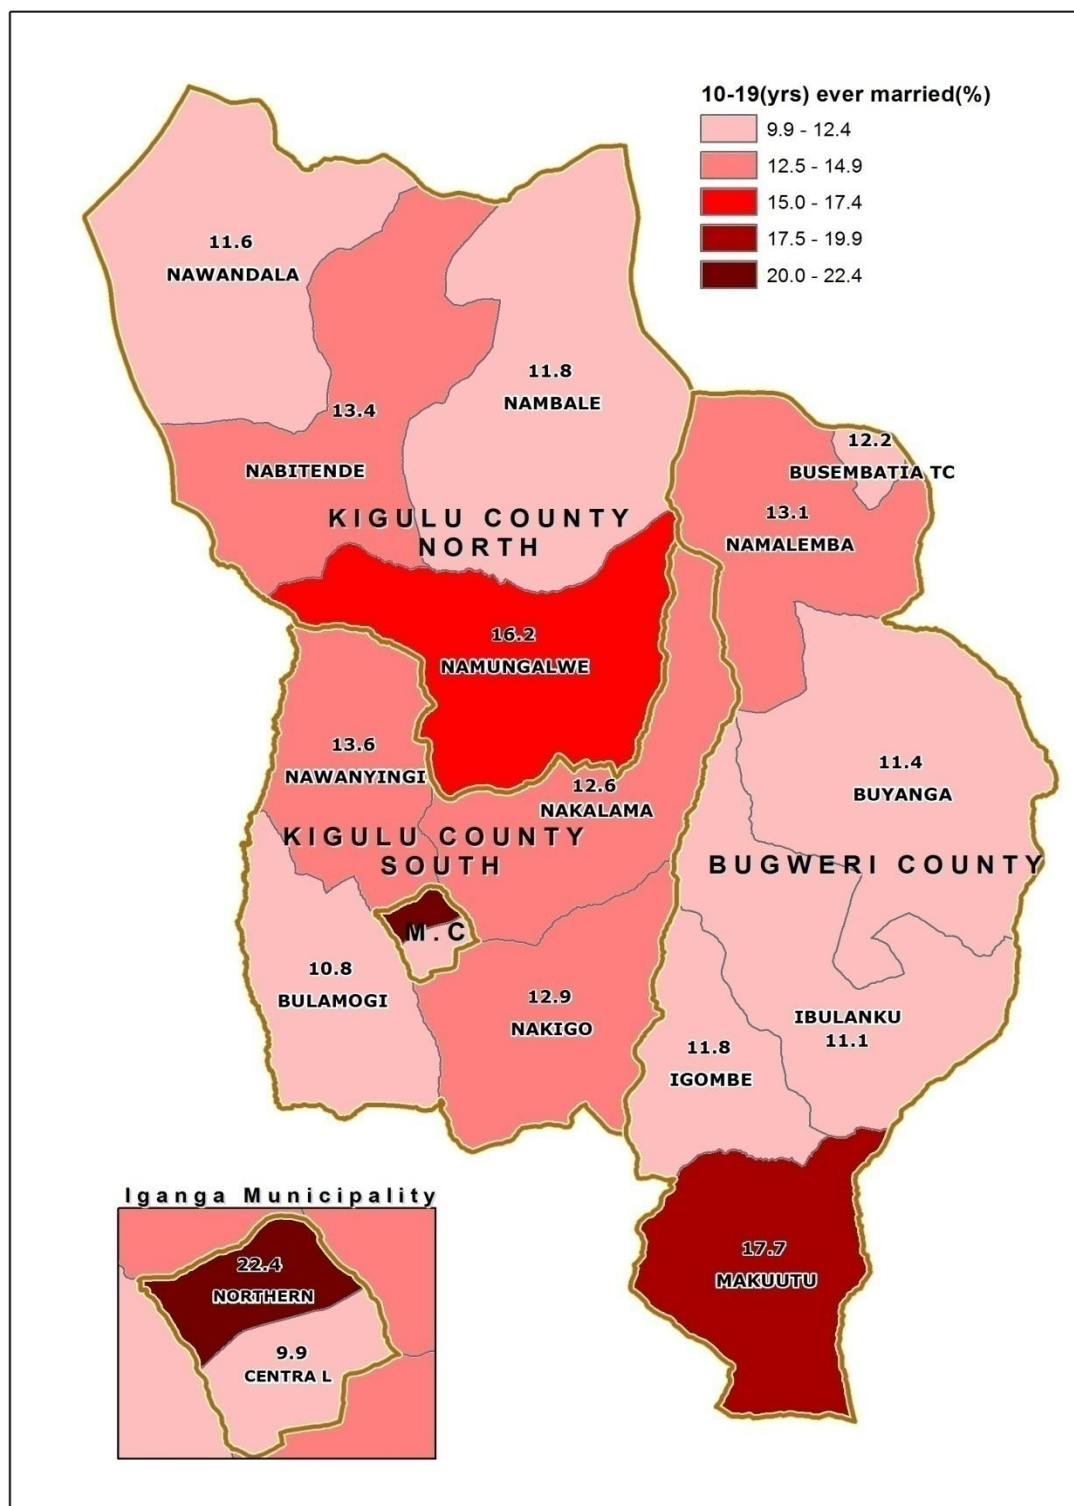 10-19(yrs) ever married(%)
9.9 - 12.4
12.5 - 14.9
15.0 - 17.4
17.5 - 19.9
20.0 - 22.4
11.6
NAWANDALA
11.8
NAMBALE
13.4
NABITENDE
12.2
BUSEMBATIA TC
13.1
NAMALEMBA
KIGULU COUNTY
NORTH
16.2
NAMUNGALWE
13.6
NAWANYINGI
12.6
NAKALAMA
11.4
BUYANGA
KIGULU COUNTY
SOUTH
BUGWERI COUNTY
M.C
10.8
BULAMOGI
12.9
NAKIGO
IBULANKU
11.1
11.8
IGOMBE
17.7
MAKUUTU
Iganga Municipality
22.4
NORTHERN
9.9
CENTRA L